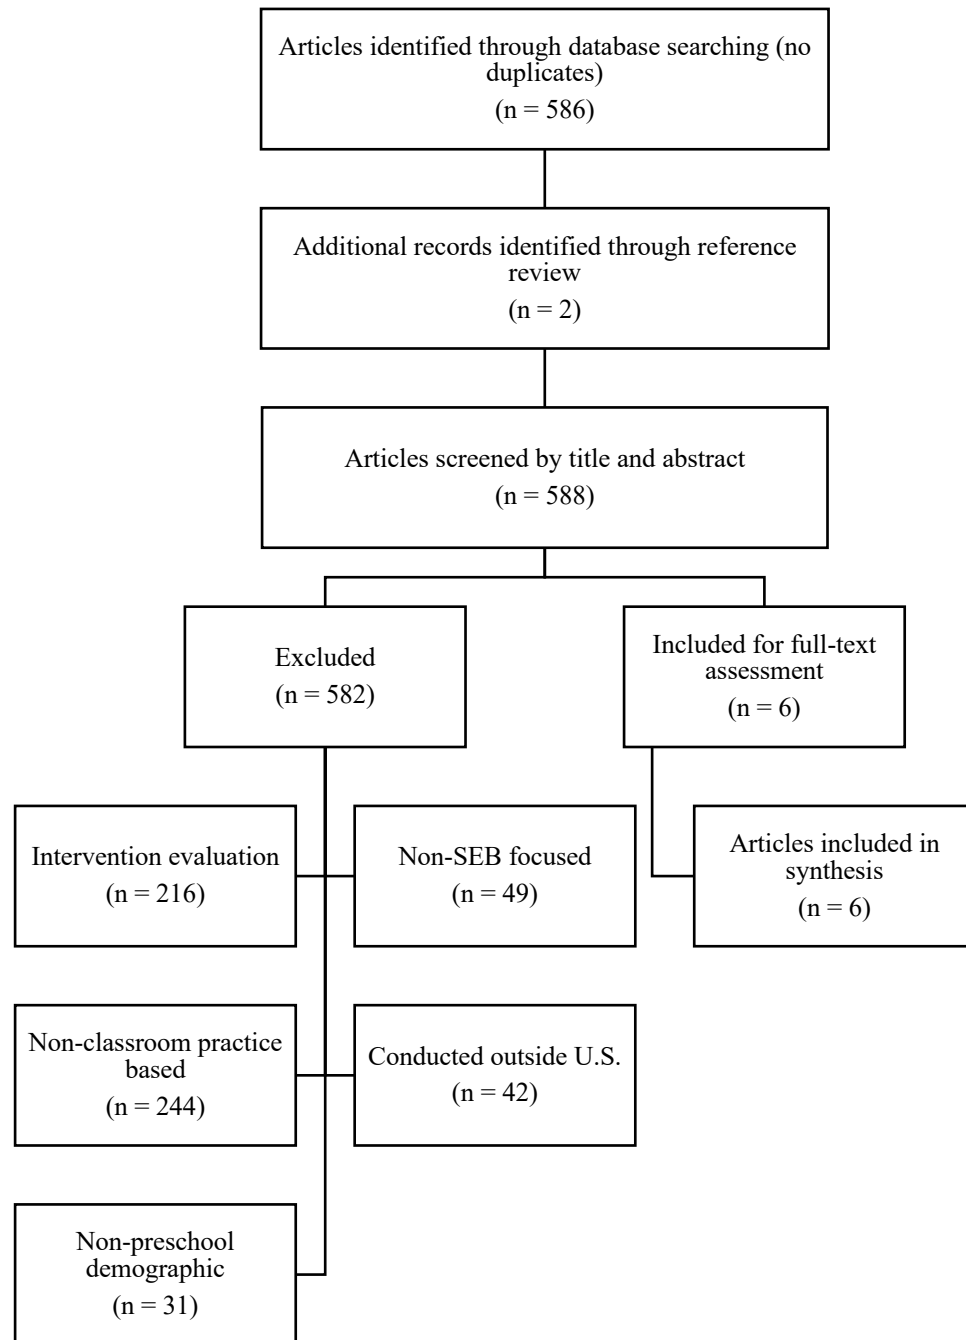 Articles identified through database searching (no
duplicates)
(n = 586)
Additional records identified through reference
review
(n = 2)
Articles screened by title and abstract
(n = 588)
Excluded
(n = 582)
Included for full-text
assessment
(n = 6)
Intervention evaluation
(n = 216)
Non-SEB focused
(n = 49)
Articles included in
synthesis
(n = 6)
Non-classroom practice
based
(n = 244)
Conducted outside U.S.
(n = 42)
Non-preschool
demographic
(n = 31)